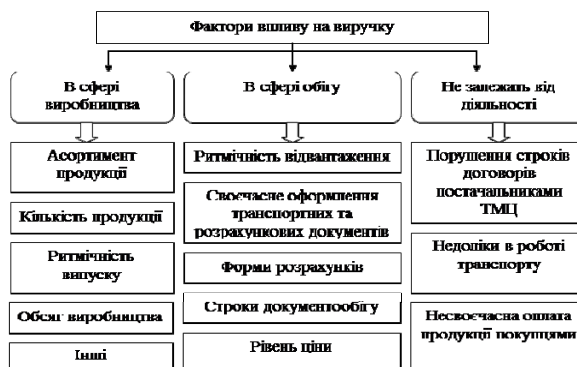 Фактори впливу на виручку
В сфері
виробництва
Асортимент
продукції
Кількість продукції
Ритмічність
випуску
Обсяг виробництва
Інші
В сфері обігу
Ритмічність відвантаження
Своєчасне оформлення
транспортних та
розрахункових документів
Форми розрахунків
Строки документообігу
Рівень ціни
Не залежать від
діяльності
Порушення строків
договорів
постачальниками
ТМЦ
Недоліки в роботі
транспорту
Несвоєчасна оплата
продукції покупцями